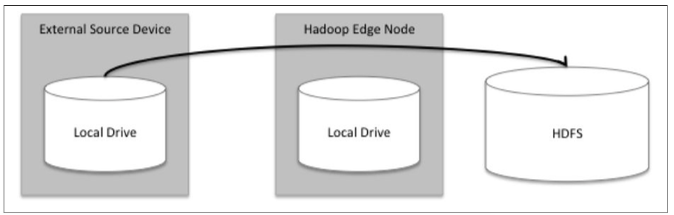 External Source Device
Hadoop Edge Node
Local Drive
Local Drive
HDFS